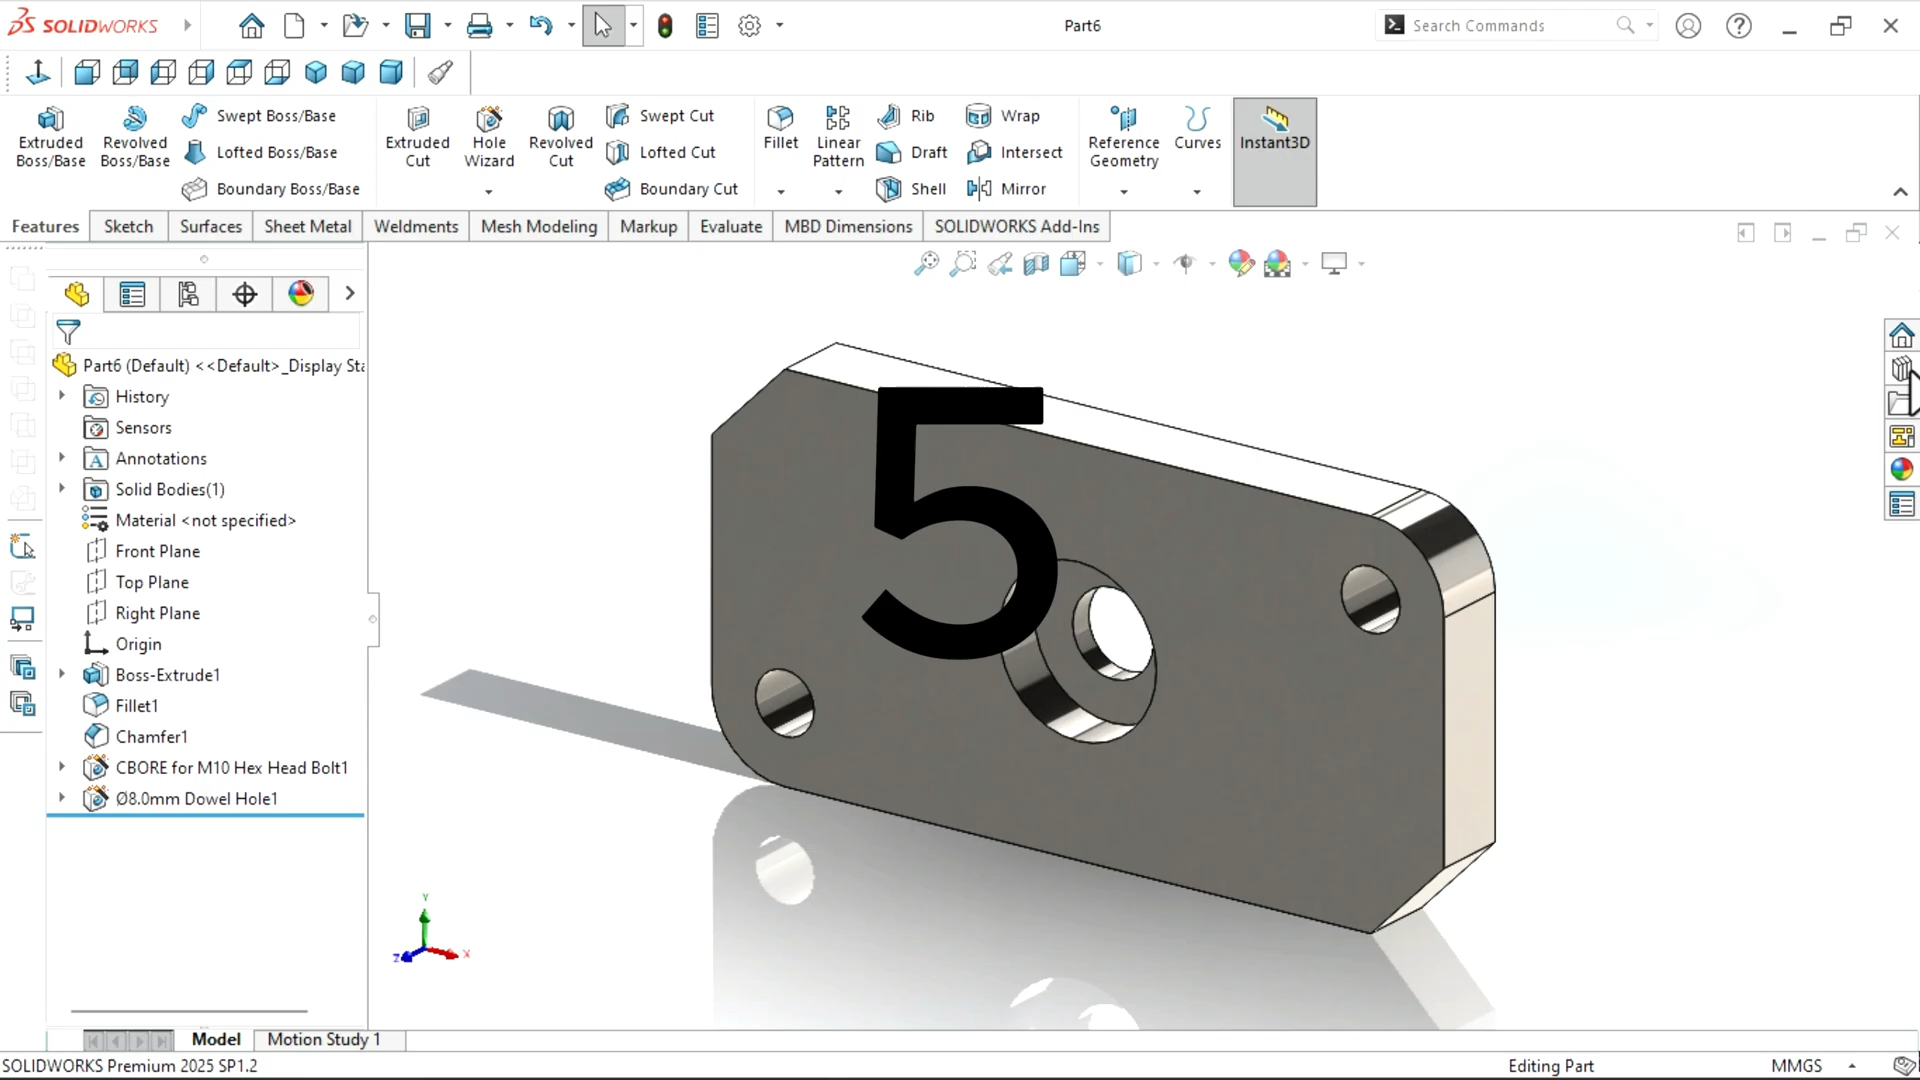 SOLIDWORKS
Part6
Search Commands
Extruded Boss/Base
Revolved Boss/Base
Swept Boss/Base
Lofted Boss/Base
Boundary Boss/Base
Extruded Cut
Hole Wizard
Revolved Cut
Swept Cut
Lofted Cut
Boundary Cut
Fillet
Linear Pattern
Rib
Draft
Shell
Wrap
Intersect
Mirror
Reference Geometry
Curves
Instant3D
Features
Sketch
Surfaces
Sheet Metal
Weldments
Mesh Modeling
Markup
Evaluate
MBD Dimensions
SOLIDWORKS Add-Ins
Part6 (Default) <<Default>_Display Sta
History
Sensors
Annotations
Solid Bodies(1)
Material <not specified>
Front Plane
Top Plane
Right Plane
Origin
Boss-Extrude1
Fillet1
Chamfer1
CBORE for M10 Hex Head Bolt1
Ø8.0mm Dowel Hole1
5
Y
Z
X
Model
Motion Study 1
SOLIDWORKS Premium 2025 SP1.2
Editing Part
MMGS